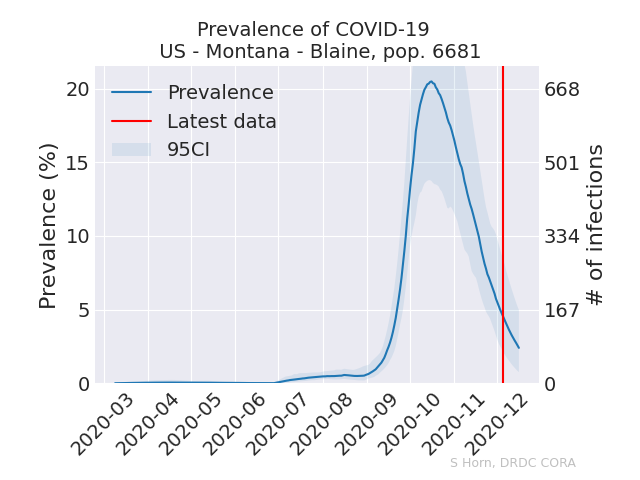 Prevalence of COVID-19
US - Montana - Blaine, pop. 6681
Prevalence
Latest data
95CI
Prevalence (%)
20
15
10
5
0
668
501
334
167
0
# of infections
2020-03
2020-04
2020-05
2020-06
2020-07
2020-08
2020-09
2020-10
2020-11
2020-12
S Horn, DRDC CORA